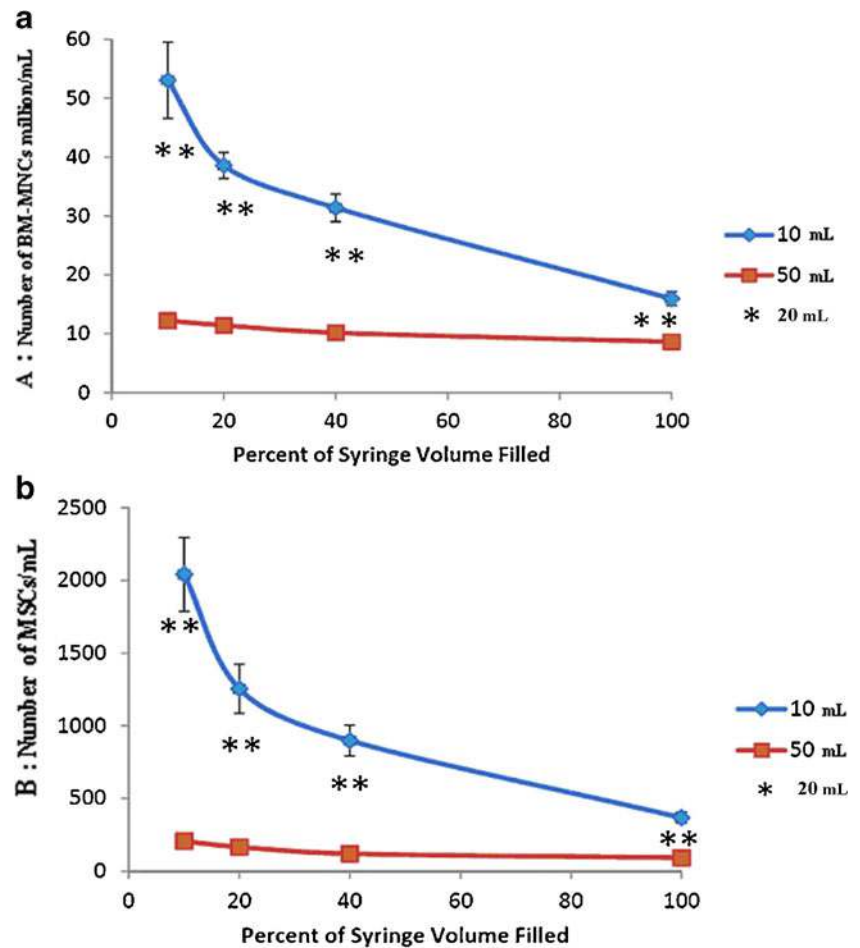 a
A : Number of BM-MNCs million/mL
60
50
40
30
20
10
0
* *
* *
* *
* *
0 20 40 60 80 100
Percent of Syringe Volume Filled
10 mL
50 mL
* 20 mL
b
B : Number of MSCs/mL
2500
2000
1500
1000
500
0
* *
* *
* *
* *
0 20 40 60 80 100
Percent of Syringe Volume Filled
10 mL
50 mL
* 20 mL